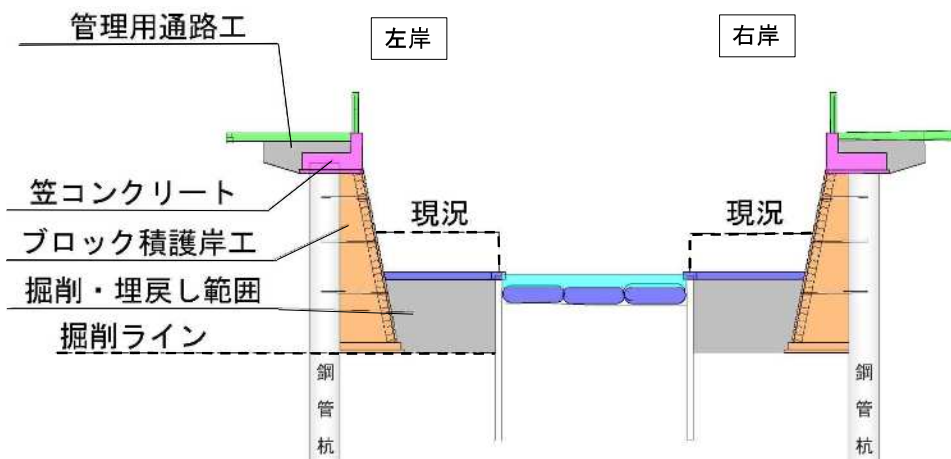 管理用通路工
左岸
右岸
笠コンクリート
現況
現況
ブロック積護岸工
掘削・埋戻し範囲
掘削ライン
鋼管杭
鋼管杭